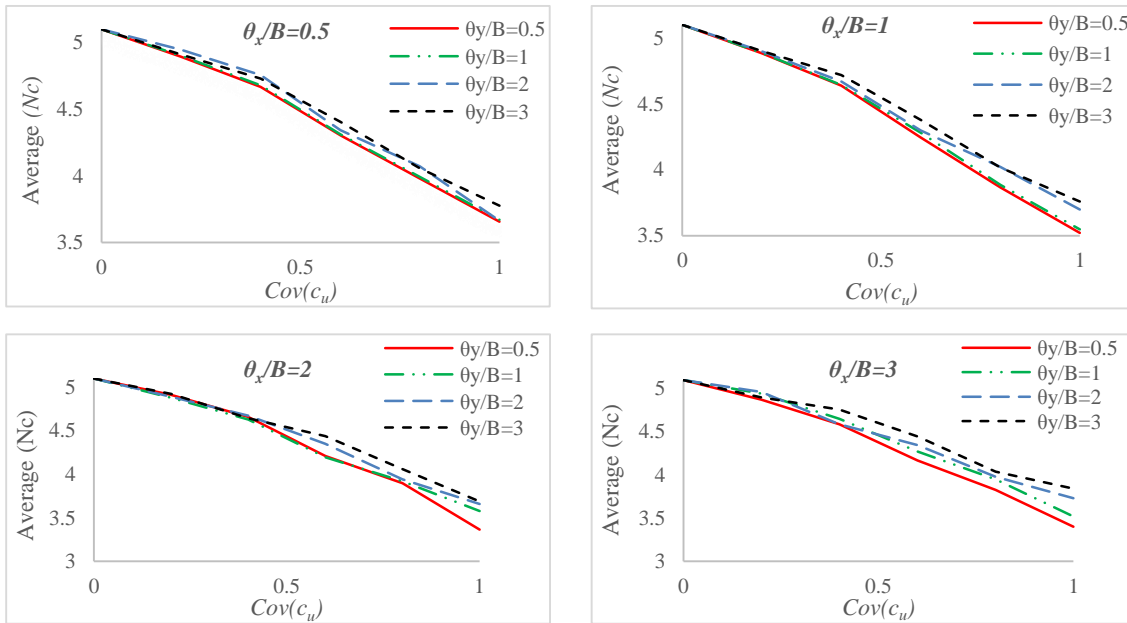 θx/B=0.5
θy/B=0.5
θy/B=1
θy/B=2
θy/B=3
Average (Nc)
5
4.5
4
3.5
0
0.5
1
Cov(cu)
θx/B=1
θy/B=0.5
θy/B=1
θy/B=2
θy/B=3
Average (Nc)
5
4.5
4
3.5
0
0.5
1
Cov(cu)
θx/B=2
θy/B=0.5
θy/B=1
θy/B=2
θy/B=3
Average (Nc)
5
4.5
4
3.5
3
0
0.5
1
Cov(cu)
θx/B=3
θy/B=0.5
θy/B=1
θy/B=2
θy/B=3
Average (Nc)
5
4.5
4
3.5
3
0
0.5
1
Cov(cu)